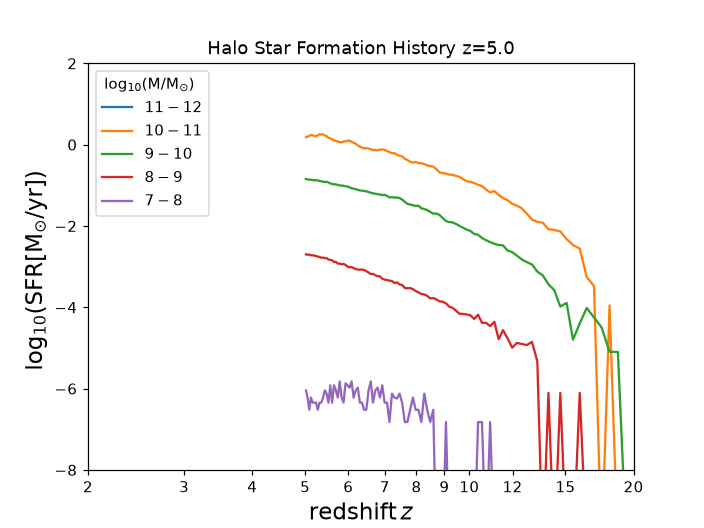 Halo Star Formation History z=5.0
log₁₀(M/M⊙)
11 − 12
10 − 11
9 − 10
8 − 9
7 − 8
log₁₀(SFR[M⊙/yr])
2
0
−2
−4
−6
−8
2 3 4 5 6 7 8 9 10 12 15 20
redshift z